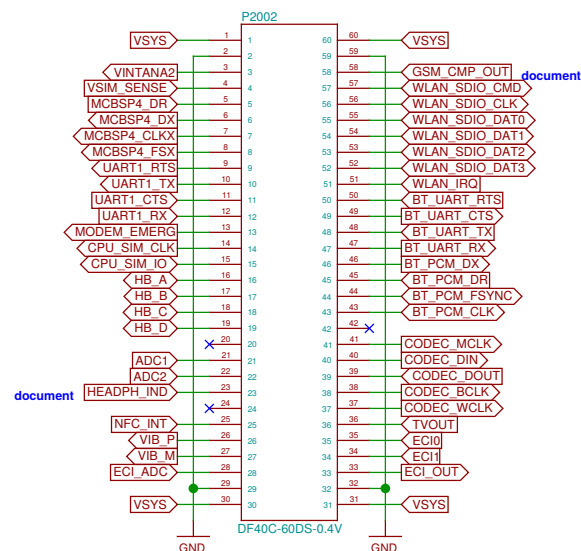 P2002
VSYS 1 1 60 60 VSYS
2 2 59 59
VINTANA2 3 3 58 58 GSM_CMP_OUT document
VSIM_SENSE 4 4 57 57 WLAN_SDIO_CMD
MCBSP4_DR 5 5 56 56 WLAN_SDIO_CLK
MCBSP4_DX 6 6 55 55 WLAN_SDIO_DAT0
MCBSP4_CLKX 7 7 54 54 WLAN_SDIO_DAT1
MCBSP4_FSX 8 8 53 53 WLAN_SDIO_DAT2
UART1_RTS 9 9 52 52 WLAN_SDIO_DAT3
UART1_TX 10 10 51 51 WLAN_IRQ
UART1_CTS 11 11 50 50 BT_UART_RTS
UART1_RX 12 12 49 49 BT_UART_CTS
MODEM_EMERG 13 13 48 48 BT_UART_TX
CPU_SIM_CLK 14 14 47 47 BT_UART_RX
CPU_SIM_IO 15 15 46 46 BT_PCM_DX
HB_A 16 16 45 45 BT_PCM_DR
HB_B 17 17 44 44 BT_PCM_FSYNC
HB_C 18 18 43 43 BT_PCM_CLK
HB_D 19 19 42 42
20 20 41 41 CODEC_MCLK
ADC1 21 21 40 40 CODEC_DIN
ADC2 22 22 39 39 CODEC_DOUT
document HEADPH_IND 23 23 38 38 CODEC_BCLK
24 24 37 37 CODEC_WCLK
NFC_INT 25 25 36 36 TVOUT
VIB_P 26 26 35 35 ECI0
VIB_M 27 27 34 34 ECI1
ECI_ADC 28 28 33 33 ECI_OUT
29 29 32 32
VSYS 30 30 31 31 VSYS
DF40C-60DS-0.4V
GND GND